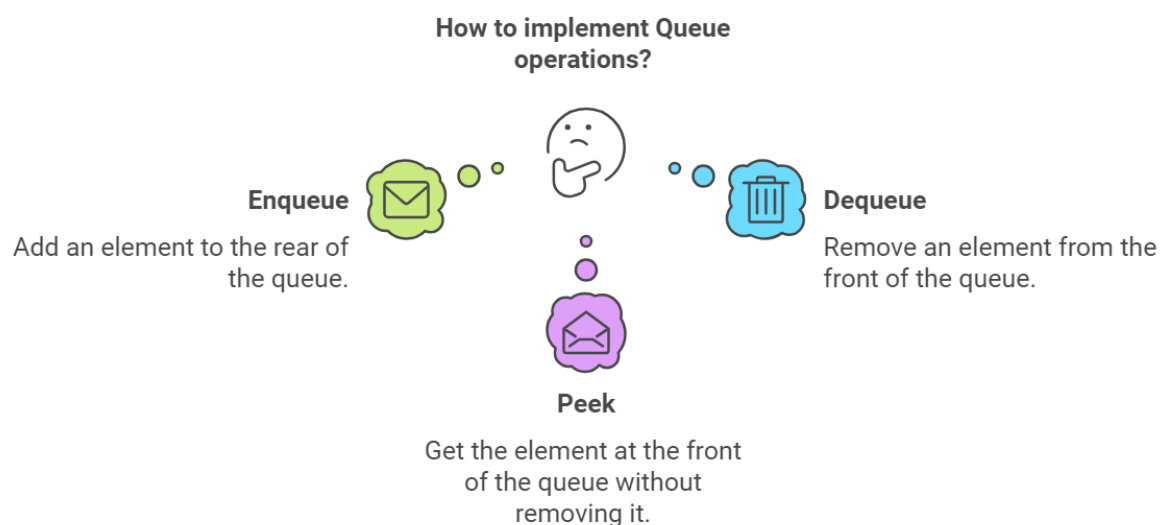 How to implement Queue
operations?
Enqueue
Add an element to the rear of
the queue.
Dequeue
Remove an element from the
front of the queue.
Peek
Get the element at the front
of the queue without
removing it.